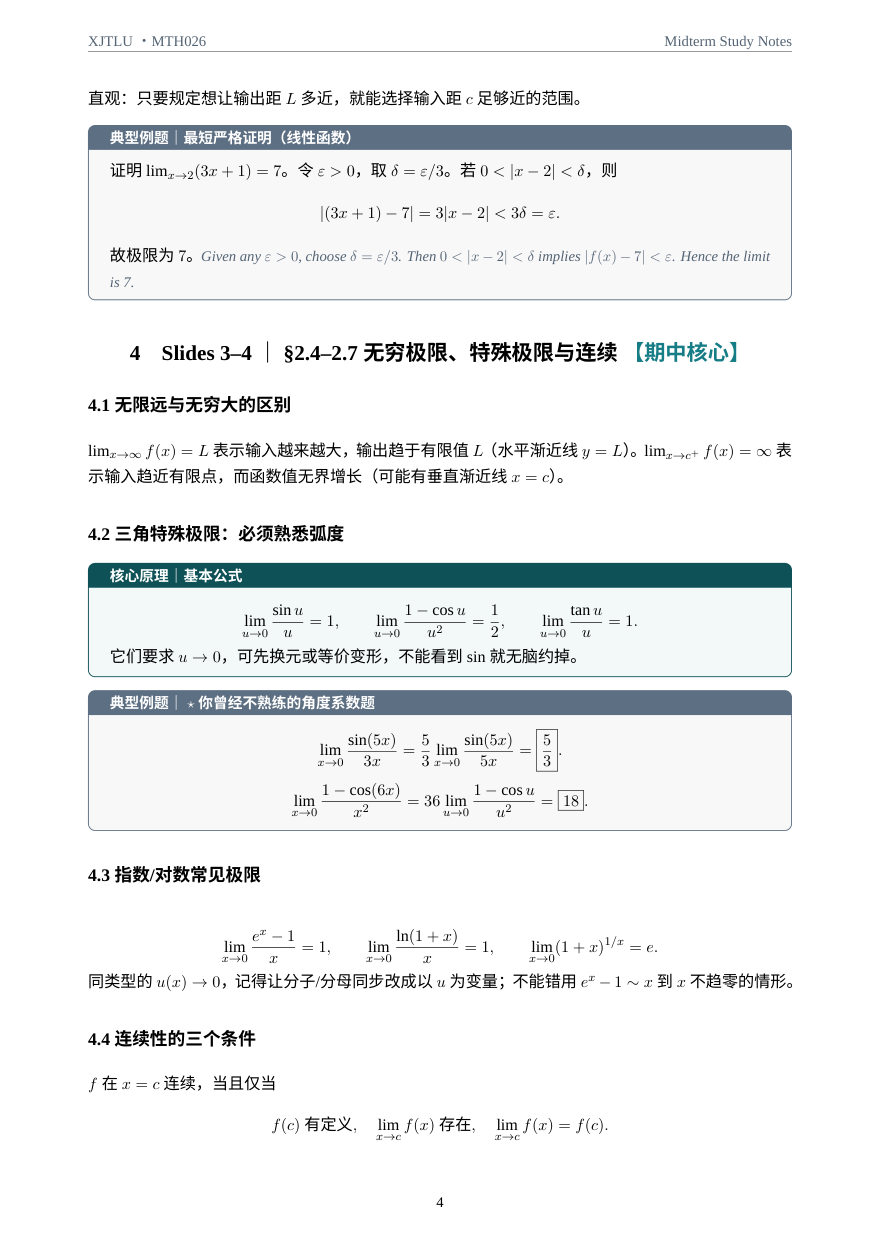 XJTLU ・MTH026 Midterm Study Notes
直观：只要规定想让输出距 L 多近，就能选择输入距 c 足够近的范围。
典型例题｜最短严格证明（线性函数）
证明 lim_{x→2}(3x + 1) = 7。令 ε > 0，取 δ = ε/3。若 0 < |x − 2| < δ，则
|(3x + 1) − 7| = 3|x − 2| < 3δ = ε.
故极限为 7。Given any ε > 0, choose δ = ε/3. Then 0 < |x − 2| < δ implies |f(x) − 7| < ε. Hence the limit
is 7.
4 Slides 3–4 ｜ §2.4–2.7 无穷极限、特殊极限与连续 【期中核心】
4.1 无限远与无穷大的区别
lim_{x→∞} f(x) = L 表示输入越来越大，输出趋于有限值 L（水平渐近线 y = L）。lim_{x→c⁺} f(x) = ∞ 表
示输入趋近有限点，而函数值无界增长（可能有垂直渐近线 x = c）。
4.2 三角特殊极限：必须熟悉弧度
核心原理｜基本公式
lim_{u→0} sin u / u = 1, lim_{u→0} (1 − cos u) / u² = 1/2, lim_{u→0} tan u / u = 1.
它们要求 u → 0，可先换元或等价变形，不能看到 sin 就无脑约掉。
典型例题｜ ⋆ 你曾经不熟练的角度系数题
lim_{x→0} sin(5x) / 3x = 5/3 lim_{x→0} sin(5x) / 5x = 5/3.
lim_{x→0} (1 − cos(6x)) / x² = 36 lim_{u→0} (1 − cos u) / u² = 18.
4.3 指数/对数常见极限
lim_{x→0} (e^x − 1) / x = 1, lim_{x→0} ln(1 + x) / x = 1, lim_{x→0} (1 + x)^{1/x} = e.
同类型的 u(x) → 0，记得让分子/分母同步改成以 u 为变量；不能错用 e^x − 1 ∼ x 到 x 不趋零的情形。
4.4 连续性的三个条件
f 在 x = c 连续，当且仅当
f(c) 有定义, lim_{x→c} f(x) 存在, lim_{x→c} f(x) = f(c).
4